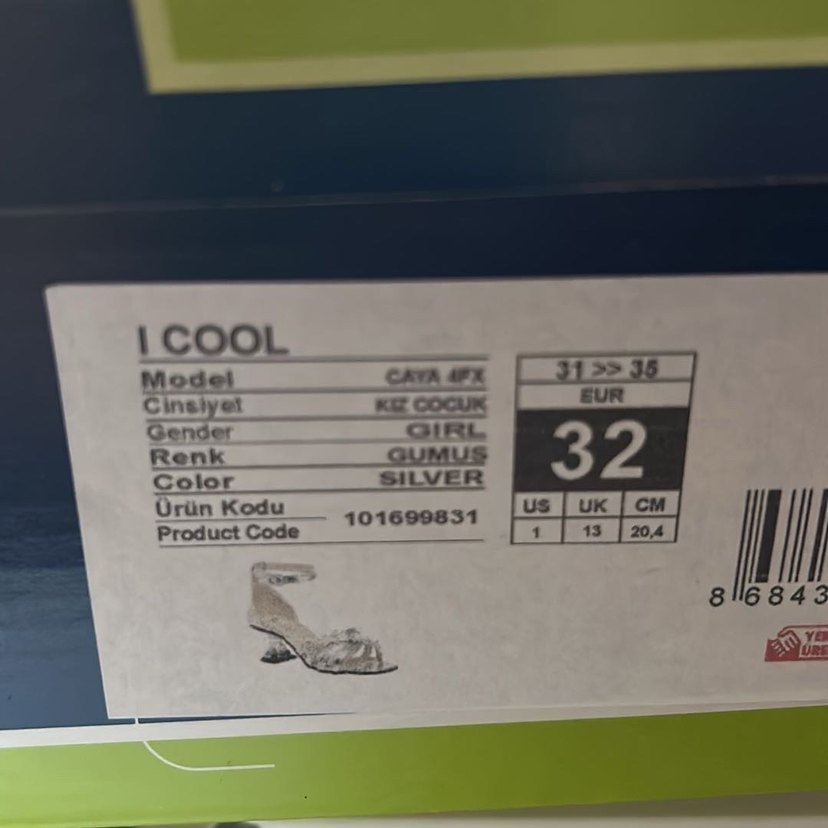 I COOL
Model CAYA 4FX
Cinsiyet KIZ COCUK
Gender GIRL
Renk GUMUS
Color SILVER
Ürün Kodu
Product Code 101699831
31 >> 35
EUR
32
US UK CM
1 13 20,4
8 6843